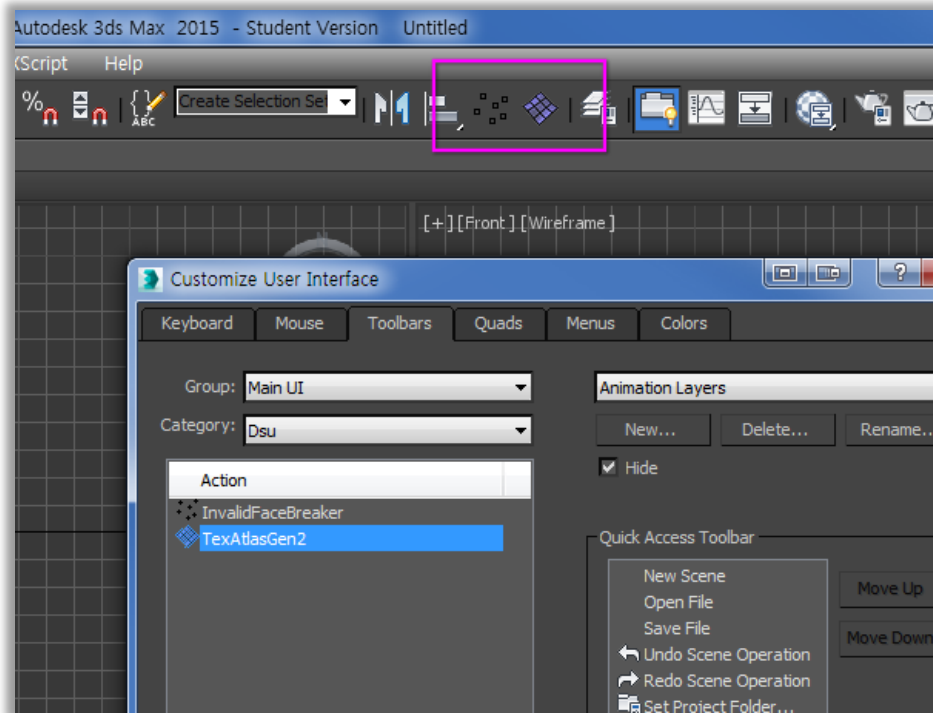 Autodesk 3ds Max 2015 - Student Version Untitled
XScript Help
%
{} ABC
Create Selection Set
[+][Front][Wireframe]
Customize User Interface
?
Keyboard Mouse Toolbars Quads Menus Colors
Group: Main UI
Animation Layers
Category: Dsu
New... Delete... Rename..
Hide
Action
InvalidFaceBreaker
TexAtlasGen2
Quick Access Toolbar
New Scene
Open File
Save File
Undo Scene Operation
Redo Scene Operation
Set Project Folder...
Move Up
Move Down